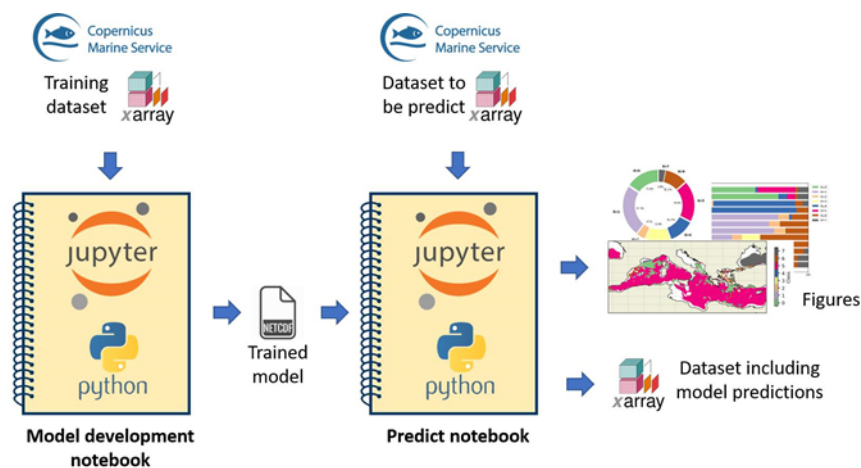 Copernicus
Marine Service
Training
dataset
xarray
Copernicus
Marine Service
Dataset to
be predict
xarray
jupyter
python
Model development
notebook
NETCDF
Trained
model
jupyter
python
Predict notebook
Figures
xarray
Dataset including
model predictions